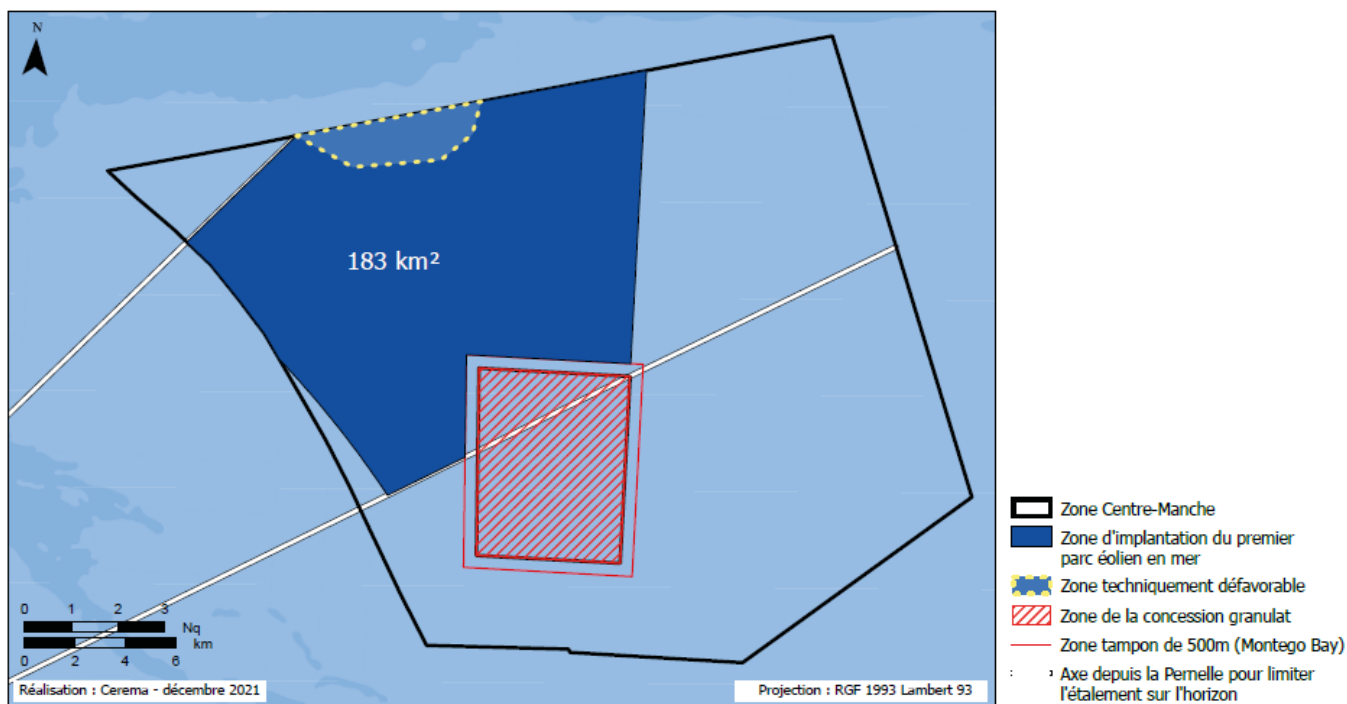 N
183 km²
0 1 2 3
Nq
km
0 2 4 6
Réalisation : Cerema - décembre 2021
Projection : RGF 1993 Lambert 93
Zone Centre-Manche
Zone d'implantation du premier
parc éolien en mer
Zone techniquement défavorable
Zone de la concession granulat
Zone tampon de 500m (Montego Bay)
Axe depuis la Pernelle pour limiter
l'étalement sur l'horizon